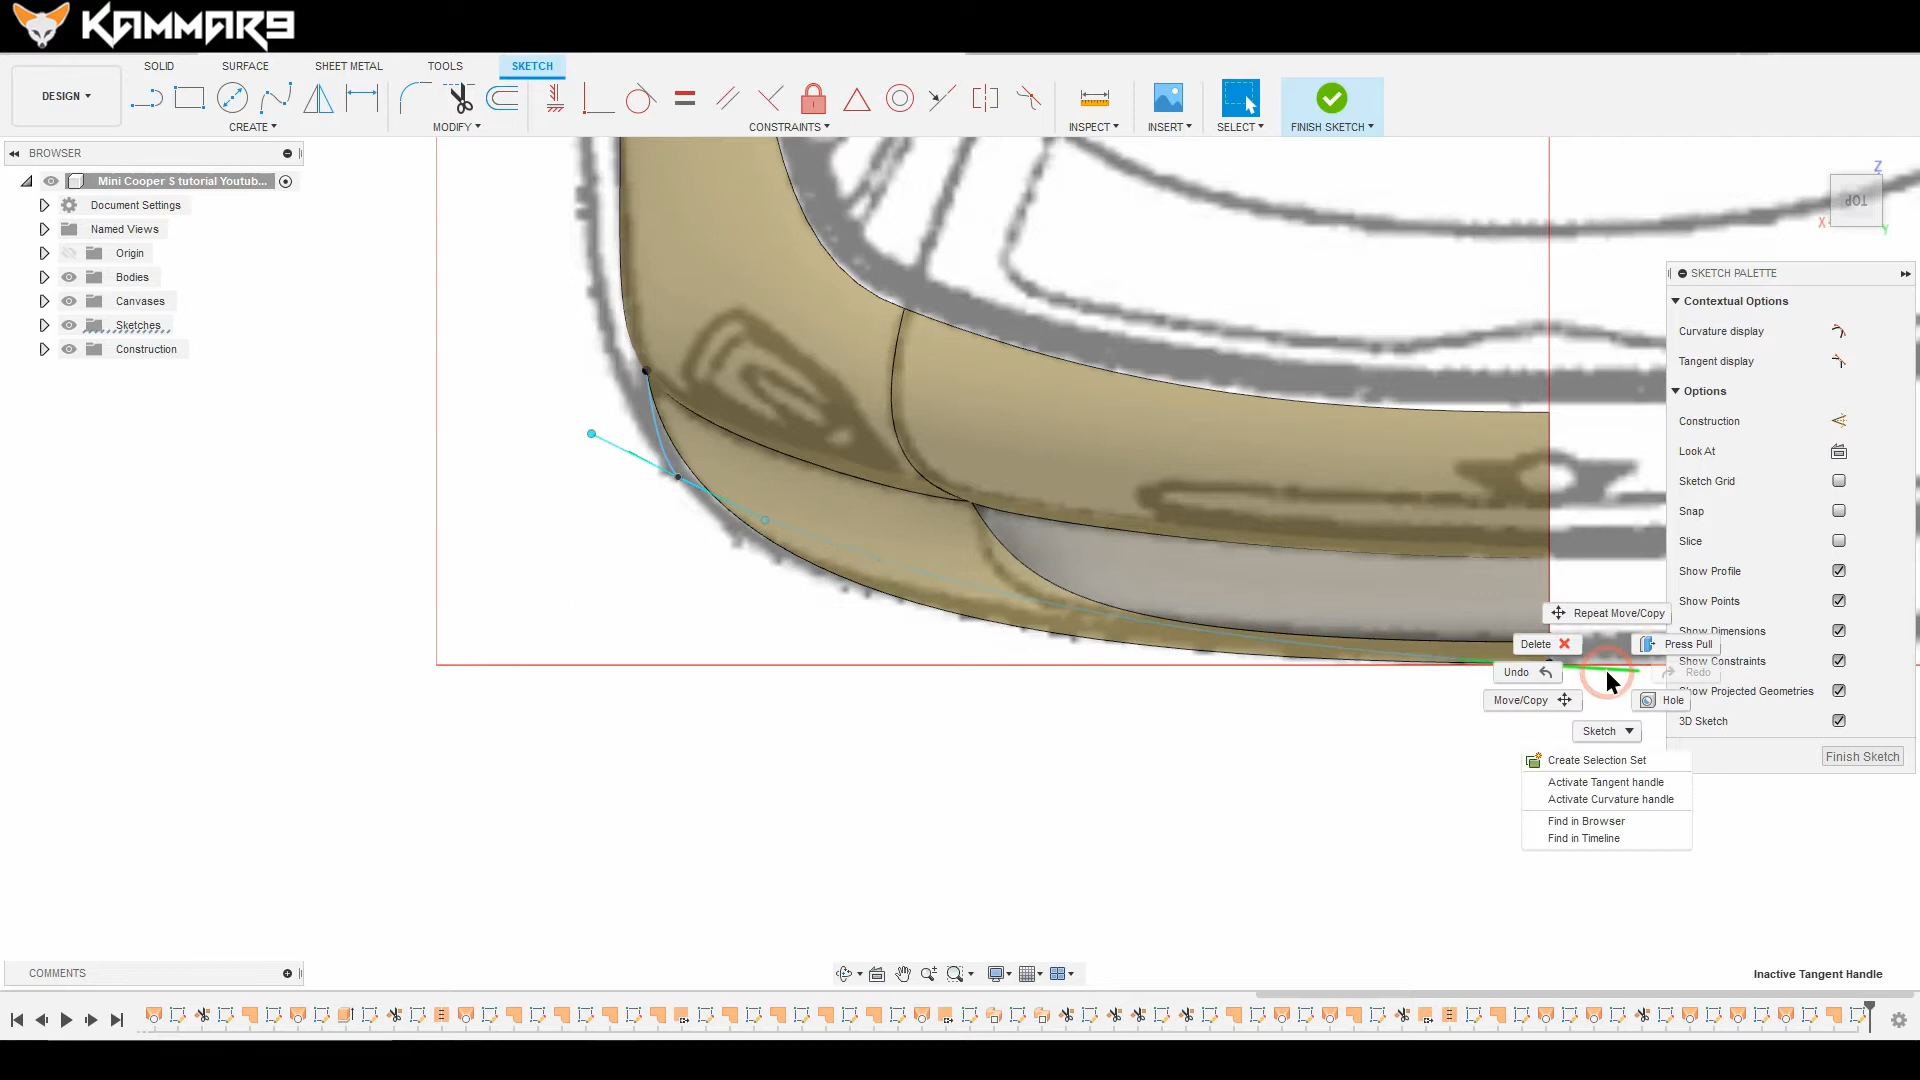 KAMMAR9
SOLID SURFACE SHEET METAL TOOLS SKETCH
DESIGN
CREATE MODIFY CONSTRAINTS INSPECT INSERT SELECT FINISH SKETCH
BROWSER
Mini Cooper S tutorial Youtub...
Document Settings
Named Views
Origin
Bodies
Canvases
Sketches
Construction
Z
TOP
X
Y
SKETCH PALETTE
Contextual Options
Curvature display
Tangent display
Options
Construction
Look At
Sketch Grid
Snap
Slice
Show Profile
Show Points
Show Dimensions
Show Constraints
Show Projected Geometries
3D Sketch
Finish Sketch
Repeat Move/Copy
Delete
Press Pull
Undo
Redo
Move/Copy
Hole
Sketch
Create Selection Set
Activate Tangent handle
Activate Curvature handle
Find in Browser
Find in Timeline
COMMENTS
Inactive Tangent Handle